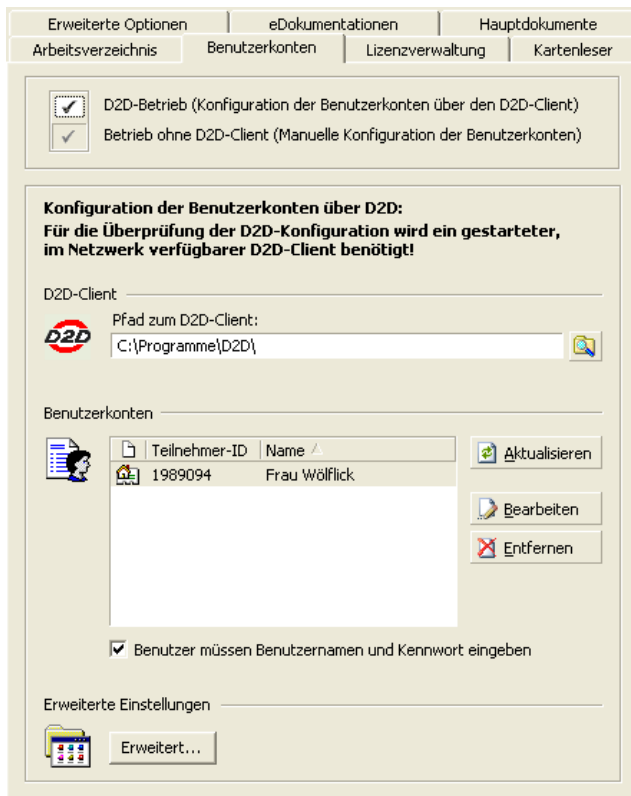 Erweiterte Optionen
eDokumentationen
Hauptdokumente
Arbeitsverzeichnis
Benutzerkonten
Lizenzverwaltung
Kartenleser
D2D-Betrieb (Konfiguration der Benutzerkonten über den D2D-Client)
Betrieb ohne D2D-Client (Manuelle Konfiguration der Benutzerkonten)
Konfiguration der Benutzerkonten über D2D:
Für die Überprüfung der D2D-Konfiguration wird ein gestarteter,
im Netzwerk verfügbarer D2D-Client benötigt!
D2D-Client
D2D
Pfad zum D2D-Client:
C:\Programme\D2D\
Benutzerkonten
Teilnehmer-ID Name
1989094 Frau Wölflick
Aktualisieren
Bearbeiten
Entfernen
Benutzer müssen Benutzernamen und Kennwort eingeben
Erweiterte Einstellungen
Erweitert...